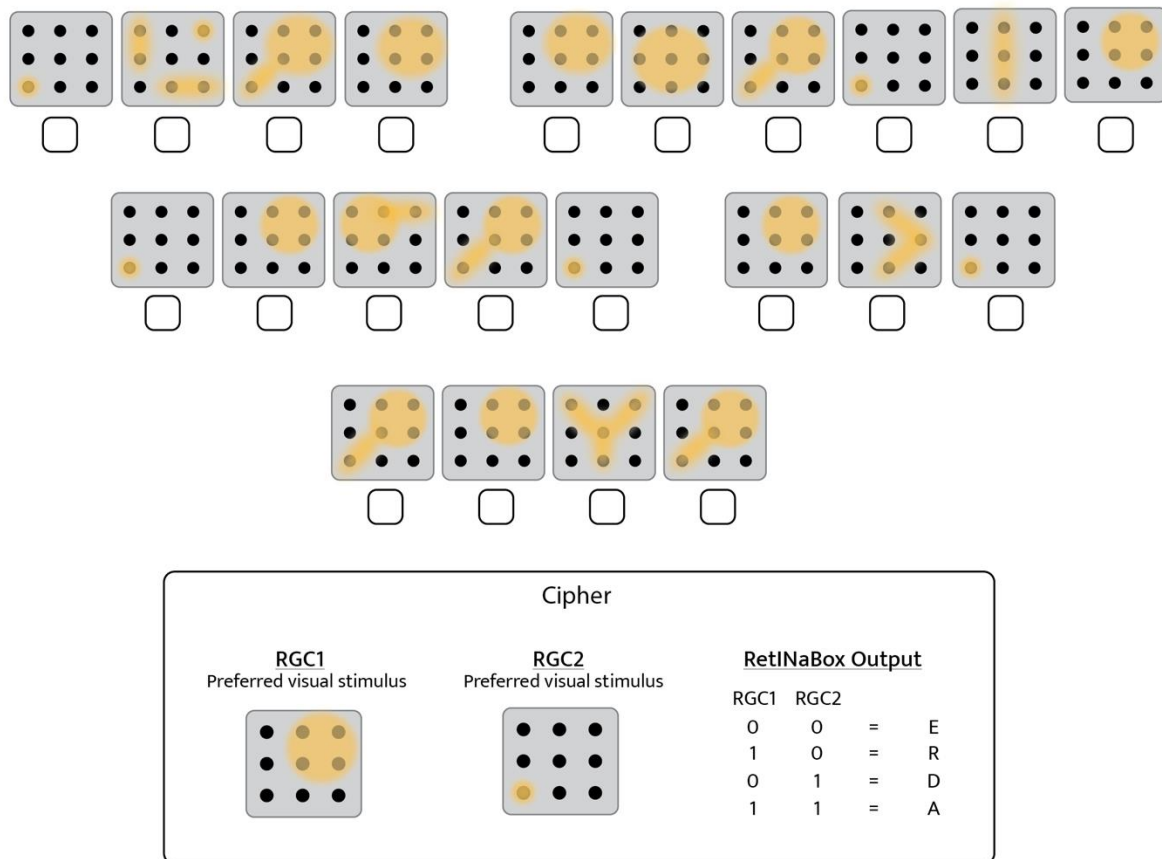 Cipher
RGC1
Preferred visual stimulus
RGC2
Preferred visual stimulus
RetINaBox Output
RGC1 RGC2
0 0 = E
1 0 = R
0 1 = D
1 1 = A